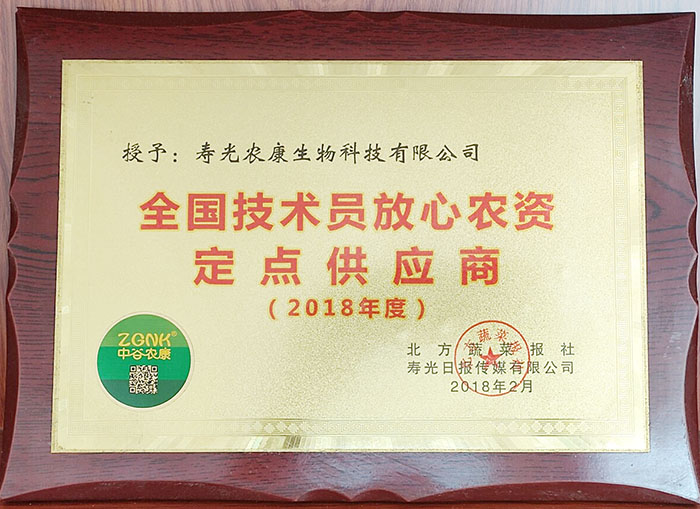 授予：寿光农康生物科技有限公司
全国技术员放心农资
定点供应商
（2018年度）
ZGNK®
中谷农康
北方蔬菜报社
寿光日报传媒有限公司
2018年2月